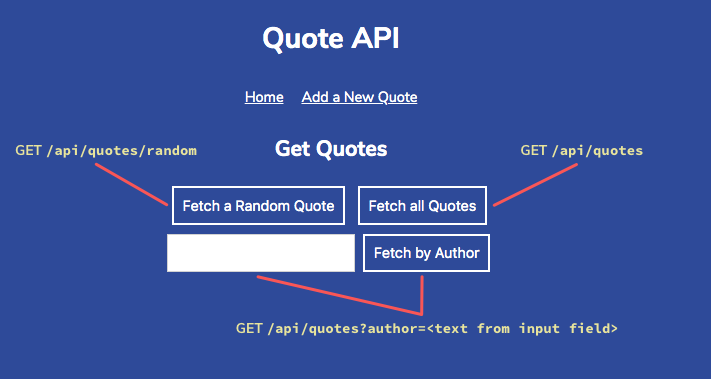 Quote API
Home Add a New Quote
Get Quotes
GET /api/quotes/random
GET /api/quotes
Fetch a Random Quote
Fetch all Quotes
Fetch by Author
GET /api/quotes?author=<text from input field>